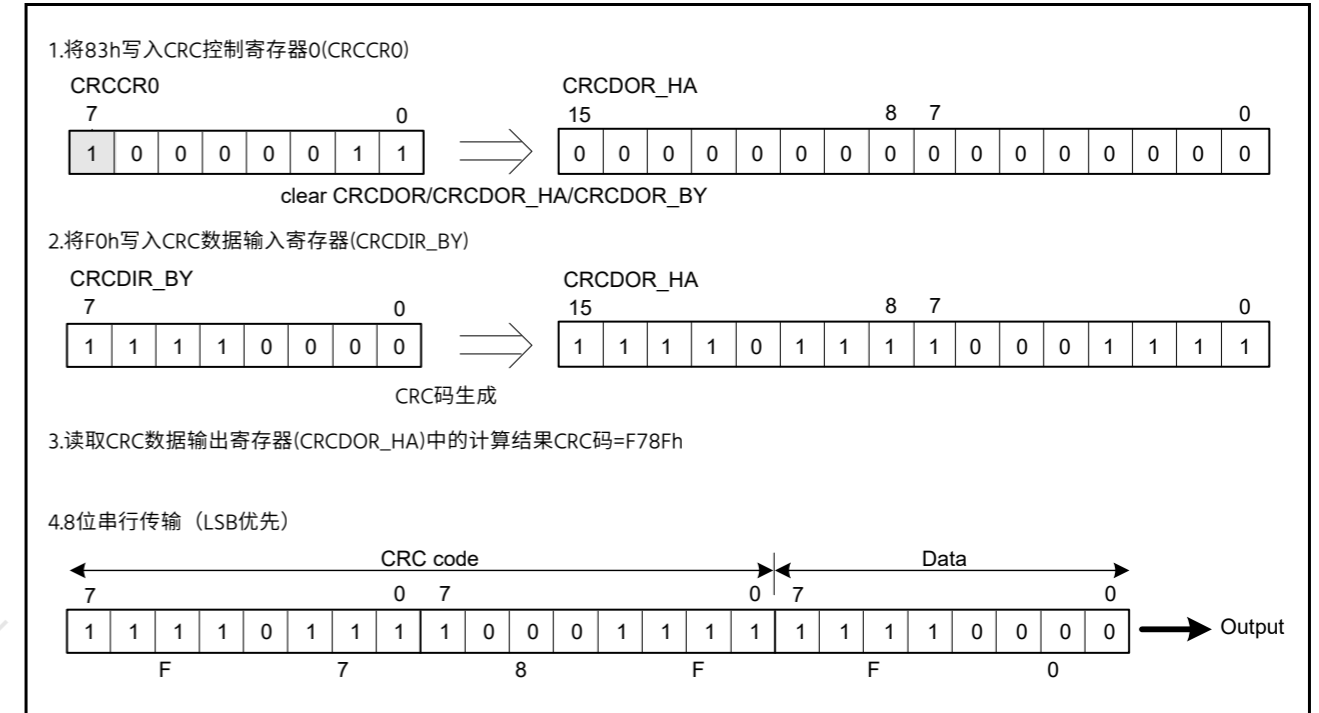 1.将83h写入CRC控制寄存器0(CRCCR0)
CRCCR0 CRCDOR_HA
7 0 15 8 7 0
1 0 0 0 0 0 1 1 0 0 0 0 0 0 0 0 0 0 0 0 0 0 0 0
clear CRCDOR/CRCDOR_HA/CRCDOR_BY
2.将F0h写入CRC数据输入寄存器(CRCDIR_BY)
CRCDIR_BY CRCDOR_HA
7 0 15 8 7 0
1 1 1 1 0 0 0 0 1 1 1 1 0 1 1 1 1 0 0 0 1 1 1 1
CRC码生成
3.读取CRC数据输出寄存器(CRCDOR_HA)中的计算结果CRC码=F78Fh
4.8位串行传输（LSB优先）
CRC code Data
7 0 7 0 7 0
1 1 1 1 0 1 1 1 1 0 0 0 1 1 1 1 1 1 1 1 0 0 0 0 Output
F 7 8 F F 0